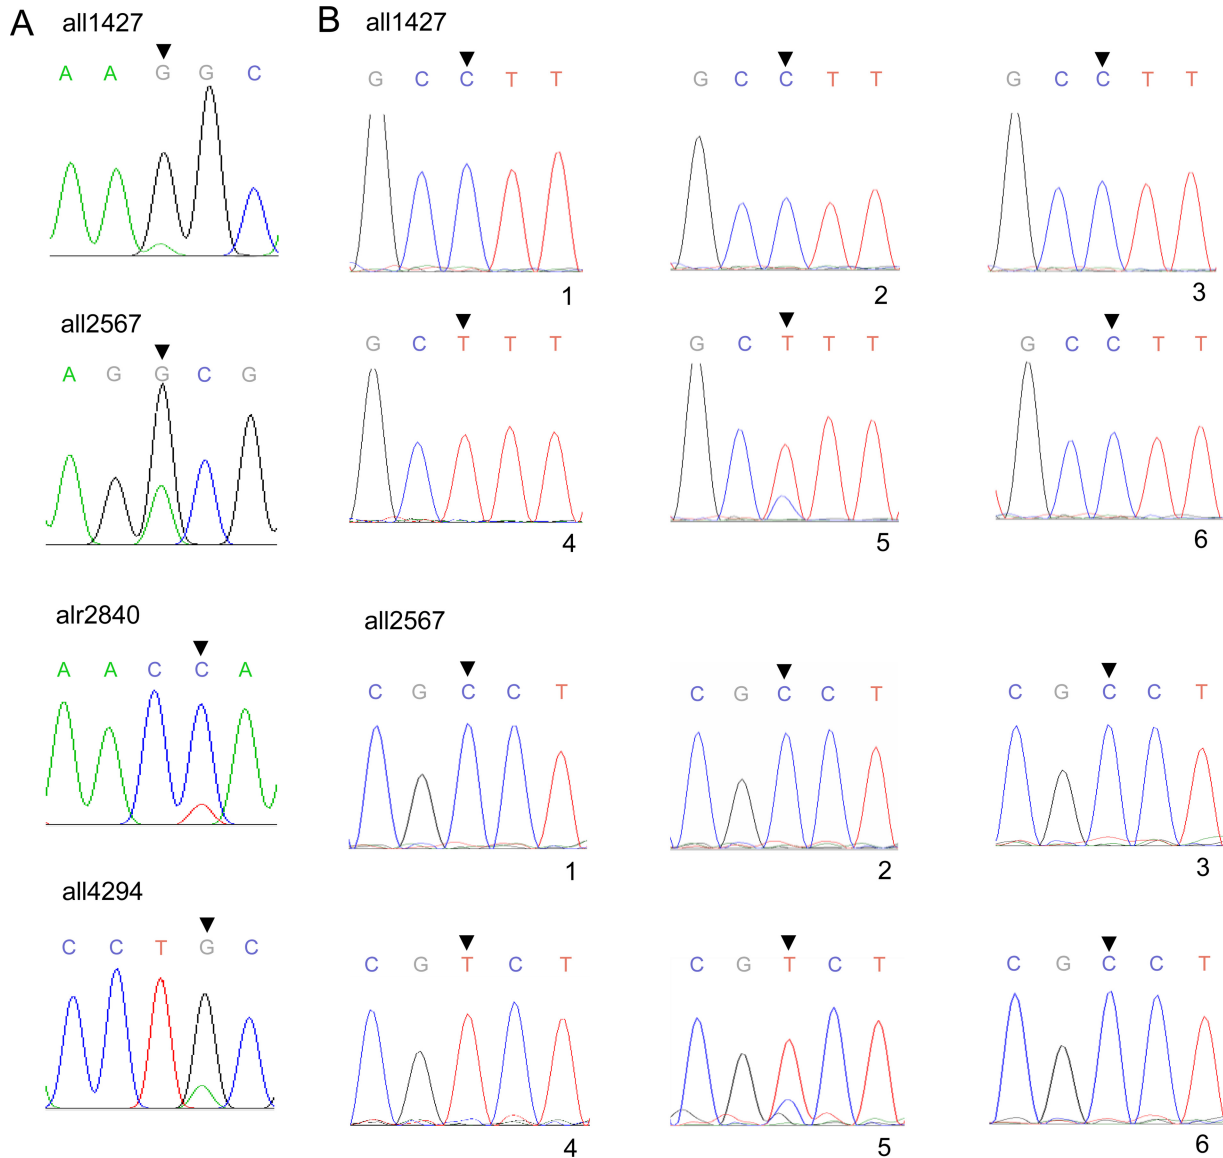 A
all1427
A A G G C
all2567
A G G C G
alr2840
A A C C A
all4294
C C T G C
B
all1427
G C C T T
1
G C C T T
2
G C C T T
3
G C T T T
4
G C T T T
5
G C C T T
6
all2567
C G C C T
1
C G C C T
2
C G C C T
3
C G T C T
4
C G T C T
5
C G C C T
6